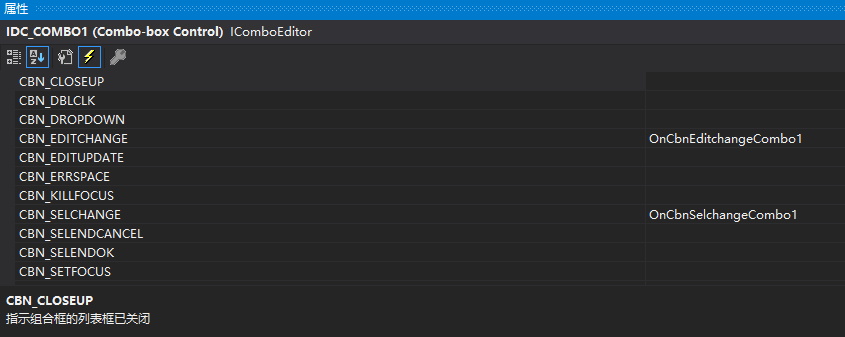 属性
IDC_COMBO1 (Combo-box Control) IComboEditor
CBN_CLOSEUP
CBN_DBLCLK
CBN_DROPDOWN
CBN_EDITCHANGE OnCbnEditchangeCombo1
CBN_EDITUPDATE
CBN_ERRSPACE
CBN_KILLFOCUS
CBN_SELCHANGE OnCbnSelchangeCombo1
CBN_SELENDCANCEL
CBN_SELENDOK
CBN_SETFOCUS
CBN_CLOSEUP
指示组合框的列表框已关闭